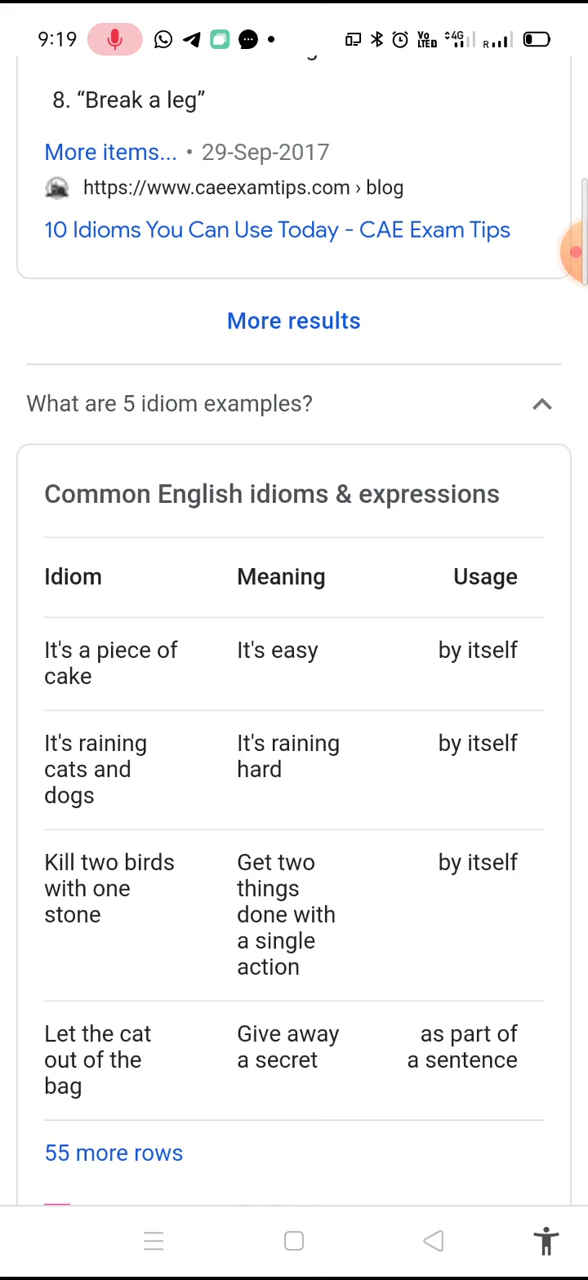 9:19 VoLTED 4G R
8. “Break a leg”
More items... • 29-Sep-2017
https://www.caeexamtips.com › blog
10 Idioms You Can Use Today - CAE Exam Tips
More results
What are 5 idiom examples?
Common English idioms & expressions
Idiom Meaning Usage
It's a piece of It's easy by itself
cake
It's raining It's raining by itself
cats and hard
dogs
Kill two birds Get two by itself
with one things
stone done with
a single
action
Let the cat Give away as part of
out of the a secret a sentence
bag
55 more rows